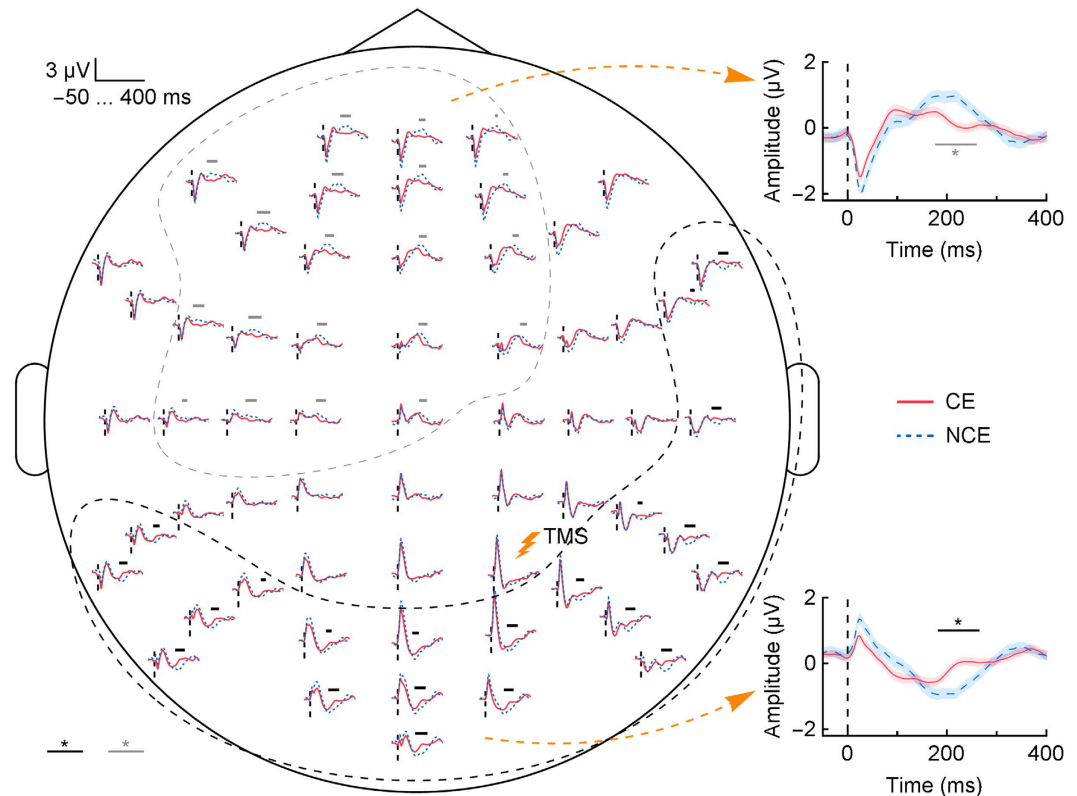 3 µV
−50 ... 400 ms
TMS
* *
Amplitude (µV)
2
0
−2
*
0 200 400
Time (ms)
CE
NCE
Amplitude (µV)
2
0
−2
*
0 200 400
Time (ms)